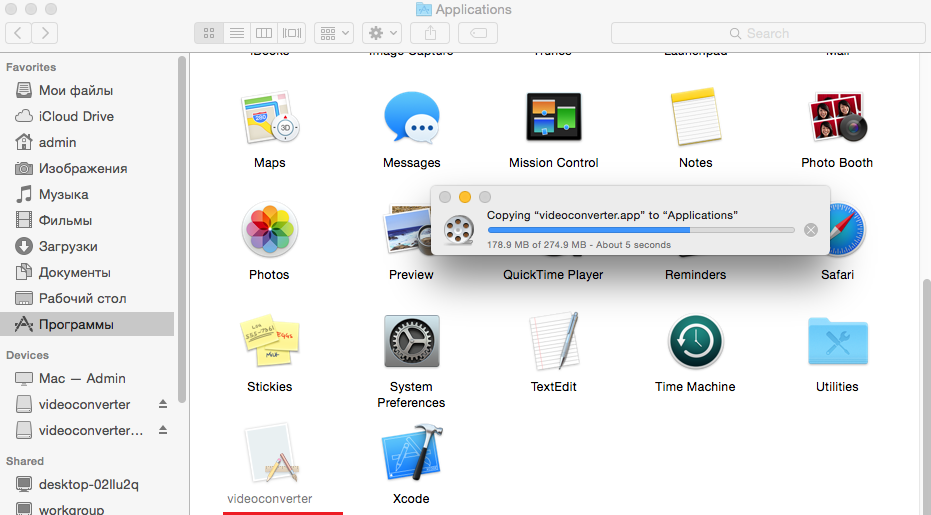 Applications
Search
Favorites
Мои файлы
iCloud Drive
admin
Изображения
Музыка
Фильмы
Загрузки
Документы
Рабочий стол
Программы
Devices
Mac — Admin
videoconverter
videoconverter...
Shared
desktop-02llu2q
workgroup
iBooks
Image Capture
iTunes
Launchpad
Mail
Maps
Messages
Mission Control
Notes
Photo Booth
Copying “videoconverter.app” to “Applications”
178.9 MB of 274.9 MB - About 5 seconds
Photos
Preview
QuickTime Player
Reminders
Safari
Stickies
System
Preferences
TextEdit
Time Machine
Utilities
videoconverter
Xcode